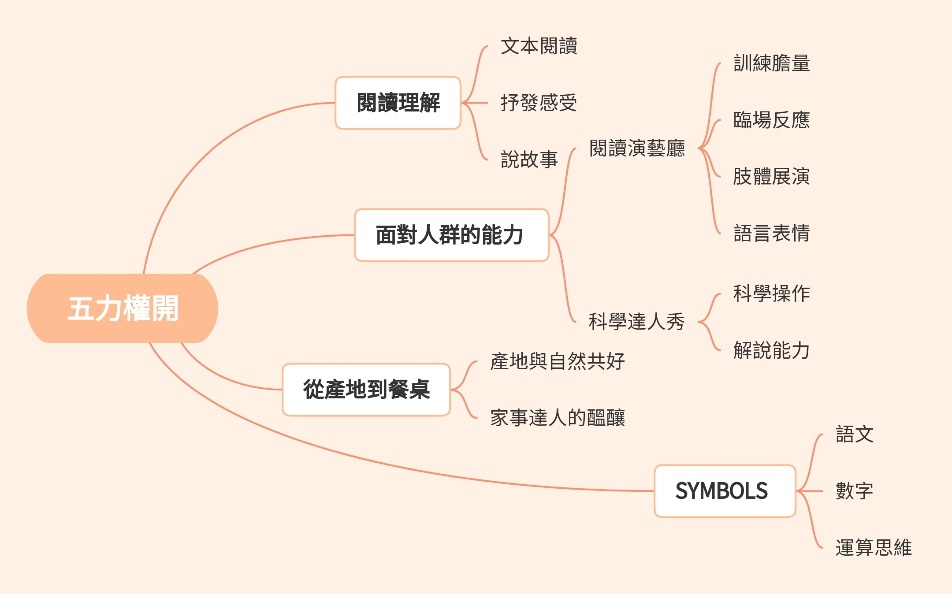 五力權開
閱讀理解
文本閱讀
抒發感受
說故事
面對人群的能力
閱讀演藝廳
訓練膽量
臨場反應
肢體展演
語言表情
科學達人秀
科學操作
解說能力
從產地到餐桌
產地與自然共好
家事達人的醞釀
SYMBOLS
語文
數字
運算思維